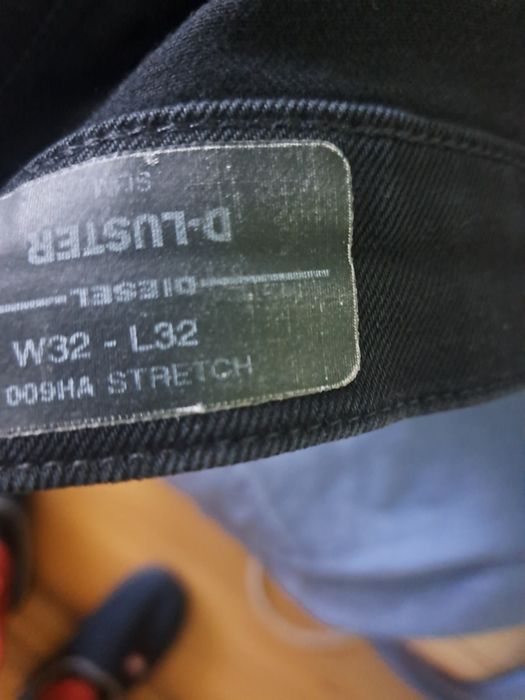 SLIM
D-LUSTER
DIESEL
W32 - L32
009HA STRETCH